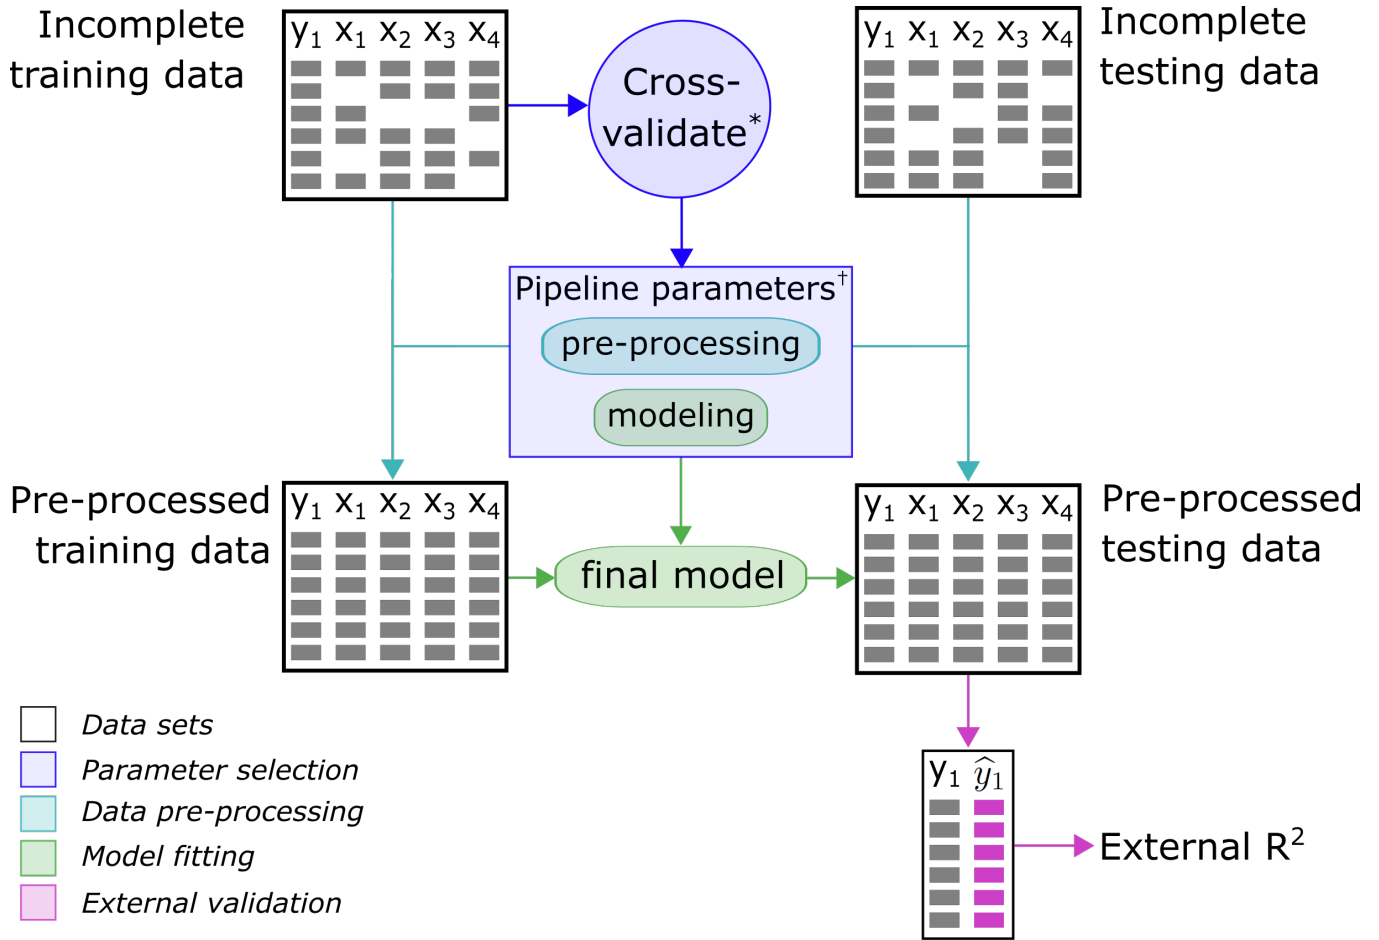 Incomplete
training data
y₁ x₁ x₂ x₃ x₄
Cross-
validate*
y₁ x₁ x₂ x₃ x₄
Incomplete
testing data
Pipeline parameters†
pre-processing
modeling
Pre-processed
training data
y₁ x₁ x₂ x₃ x₄
final model
y₁ x₁ x₂ x₃ x₄
Pre-processed
testing data
Data sets
Parameter selection
Data pre-processing
Model fitting
External validation
y₁ ŷ₁
External R²